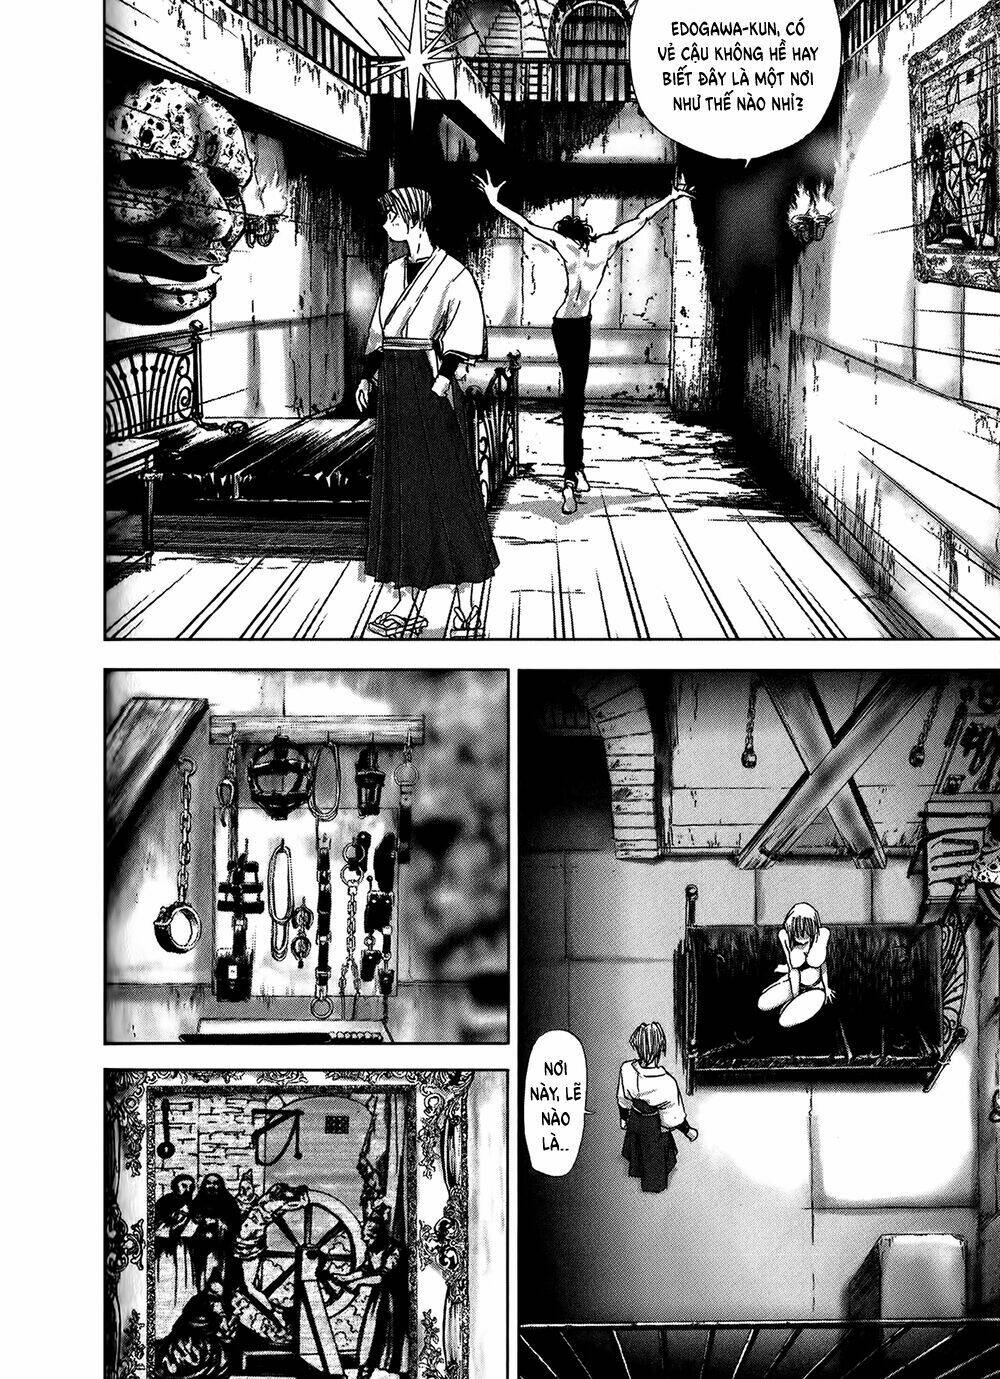 EDOGAWA-KUN, CÓ
VẺ CẬU KHÔNG HỀ HAY
BIẾT ĐÂY LÀ MỘT NƠI
NHƯ THẾ NÀO NHỈ?
NƠI
NÀY, LẼ
NÀO
LÀ..